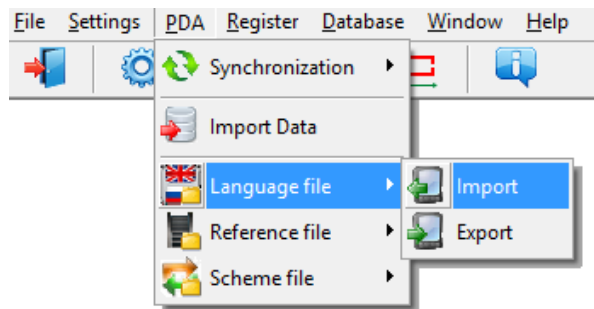 File Settings PDA Register Database Window Help
Synchronization
Import Data
Language file
Import
Reference file
Export
Scheme file